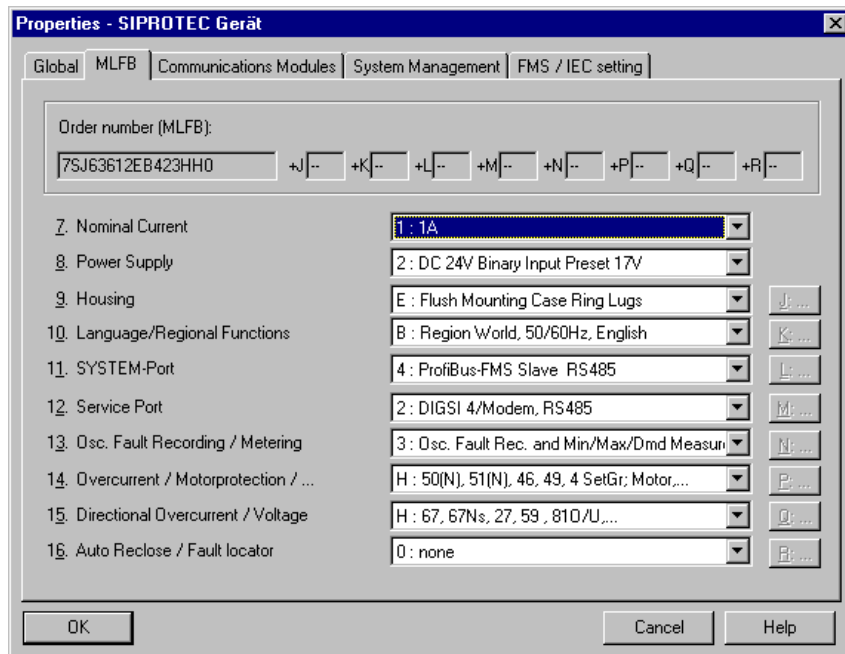 Properties - SIPROTEC Gerät
Global MLFB Communications Modules System Management FMS / IEC setting
Order number (MLFB):
7SJ63612EB423HH0 +J -- +K -- +L -- +M -- +N -- +P -- +Q -- +R --
7. Nominal Current 1 : 1A
8. Power Supply 2 : DC 24V Binary Input Preset 17V
9. Housing E : Flush Mounting Case Ring Lugs J: ...
10. Language/Regional Functions B : Region World, 50/60Hz, English K: ...
11. SYSTEM-Port 4 : ProfiBus-FMS Slave RS485 L: ...
12. Service Port 2 : DIGSI 4/Modem, RS485 M: ...
13. Osc. Fault Recording / Metering 3 : Osc. Fault Rec. and Min/Max/Dmd Measur N: ...
14. Overcurrent / Motorprotection / ... H : 50(N), 51(N), 46, 49, 4 SetGr; Motor,... P: ...
15. Directional Overcurrent / Voltage H : 67, 67Ns, 27, 59 , 81O/U,... Q: ...
16. Auto Reclose / Fault locator 0 : none R: ...
OK Cancel Help